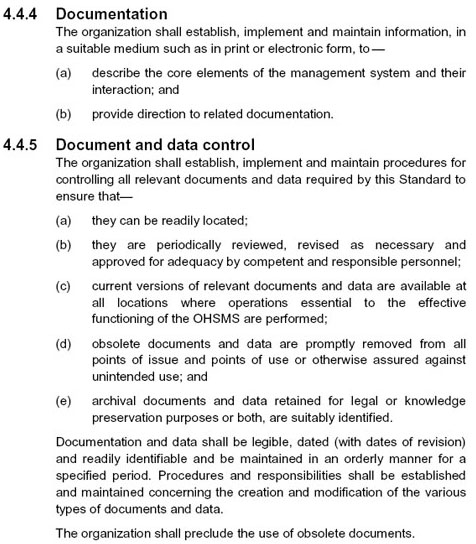 4.4.4 Documentation
The organization shall establish, implement and maintain information, in
a suitable medium such as in print or electronic form, to—
(a) describe the core elements of the management system and their
interaction; and
(b) provide direction to related documentation.
4.4.5 Document and data control
The organization shall establish, implement and maintain procedures for
controlling all relevant documents and data required by this Standard to
ensure that—
(a) they can be readily located;
(b) they are periodically reviewed, revised as necessary and
approved for adequacy by competent and responsible personnel;
(c) current versions of relevant documents and data are available at
all locations where operations essential to the effective
functioning of the OHSMS are performed;
(d) obsolete documents and data are promptly removed from all
points of issue and points of use or otherwise assured against
unintended use; and
(e) archival documents and data retained for legal or knowledge
preservation purposes or both, are suitably identified.
Documentation and data shall be legible, dated (with dates of revision)
and readily identifiable and be maintained in an orderly manner for a
specified period. Procedures and responsibilities shall be established
and maintained concerning the creation and modification of the various
types of documents and data.
The organization shall preclude the use of obsolete documents.